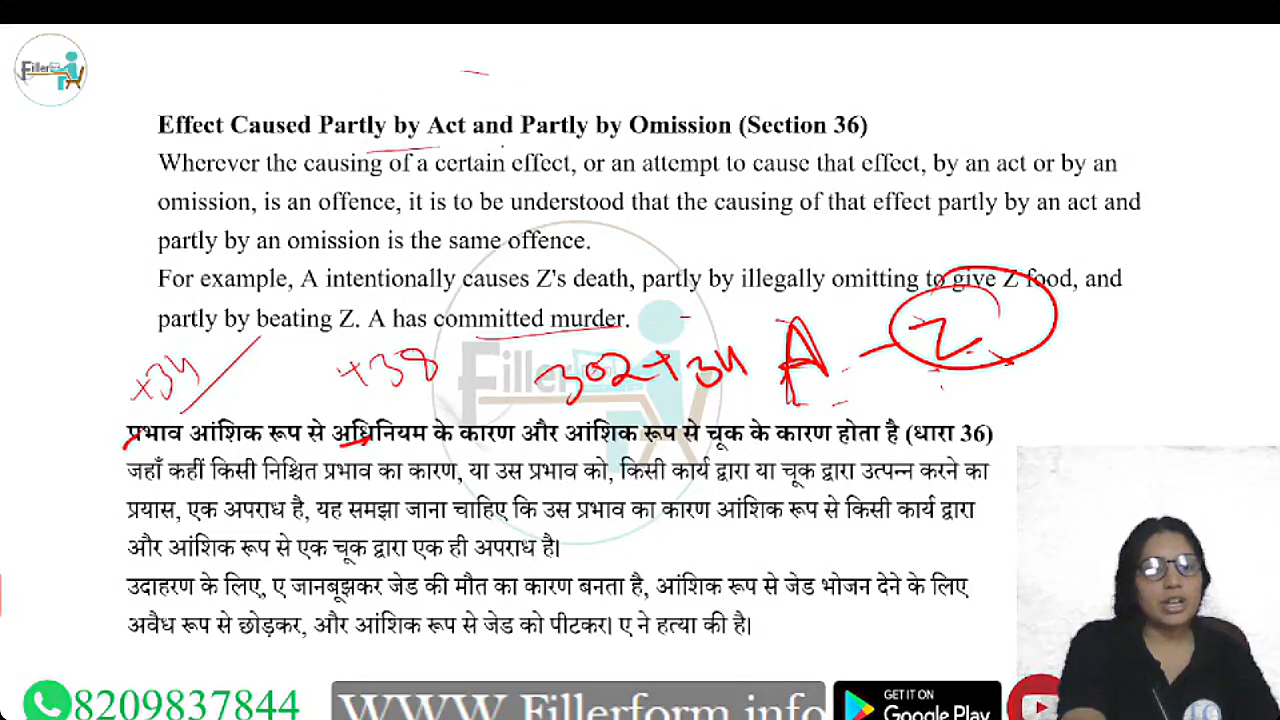 Fillerform
Effect Caused Partly by Act and Partly by Omission (Section 36)
Wherever the causing of a certain effect, or an attempt to cause that effect, by an act or by an
omission, is an offence, it is to be understood that the causing of that effect partly by an act and
partly by an omission is the same offence.
For example, A intentionally causes Z's death, partly by illegally omitting to give Z food, and
partly by beating Z. A has committed murder.
+34 +38 302+34 A - Z
प्रभाव आंशिक रूप से अधिनियम के कारण और आंशिक रूप से चूक के कारण होता है (धारा 36)
जहाँ कहीं किसी निश्चित प्रभाव का कारण, या उस प्रभाव को, किसी कार्य द्वारा या चूक द्वारा उत्पन्न करने का
प्रयास, एक अपराध है, यह समझा जाना चाहिए कि उस प्रभाव का कारण आंशिक रूप से किसी कार्य द्वारा
और आंशिक रूप से एक चूक द्वारा एक ही अपराध है।
उदाहरण के लिए, ए जानबूझकर जेड की मौत का कारण बनता है, आंशिक रूप से जेड भोजन देने के लिए
अवैध रूप से छोड़कर, और आंशिक रूप से जेड को पीटकर। ए ने हत्या की है।
8209837844 WWW.Fillerform.info GET IT ON
Google Play